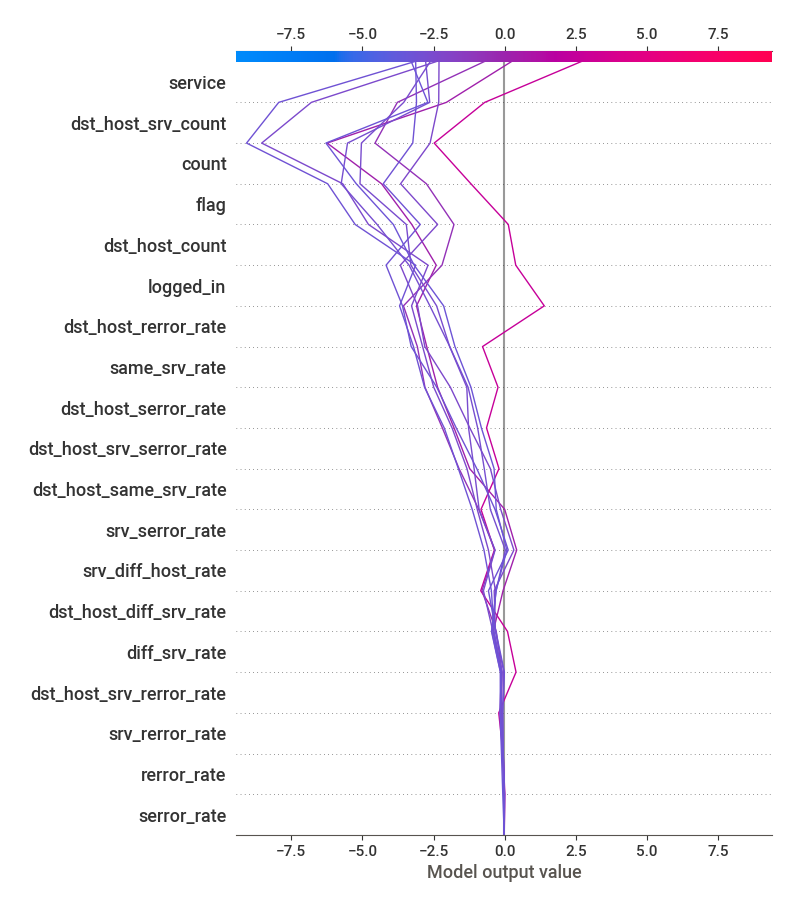 −7.5 −5.0 −2.5 0.0 2.5 5.0 7.5
service
dst_host_srv_count
count
flag
dst_host_count
logged_in
dst_host_rerror_rate
same_srv_rate
dst_host_serror_rate
dst_host_srv_serror_rate
dst_host_same_srv_rate
srv_serror_rate
srv_diff_host_rate
dst_host_diff_srv_rate
diff_srv_rate
dst_host_srv_rerror_rate
srv_rerror_rate
rerror_rate
serror_rate
−7.5 −5.0 −2.5 0.0 2.5 5.0 7.5
Model output value